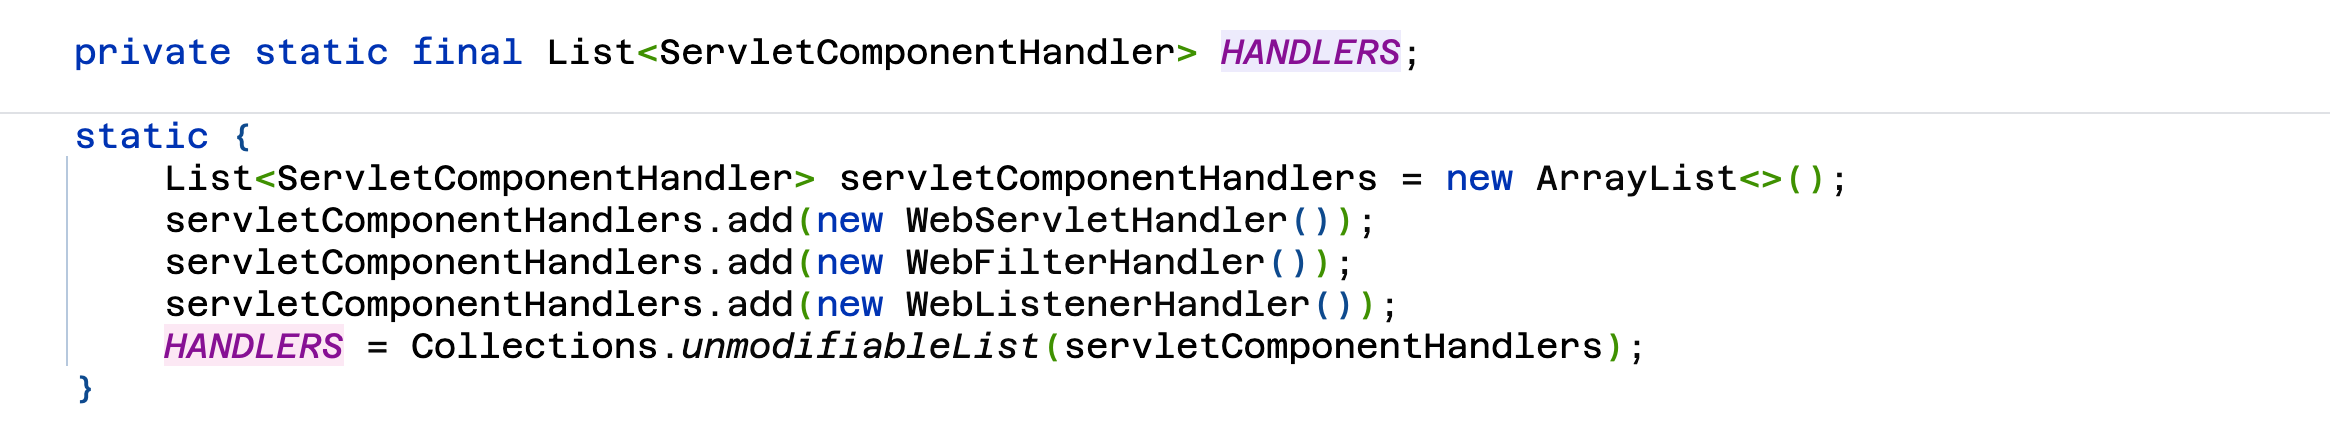 private static final List<ServletComponentHandler> HANDLERS;
static {
    List<ServletComponentHandler> servletComponentHandlers = new ArrayList<>();
    servletComponentHandlers.add(new WebServletHandler());
    servletComponentHandlers.add(new WebFilterHandler());
    servletComponentHandlers.add(new WebListenerHandler());
    HANDLERS = Collections.unmodifiableList(servletComponentHandlers);
}